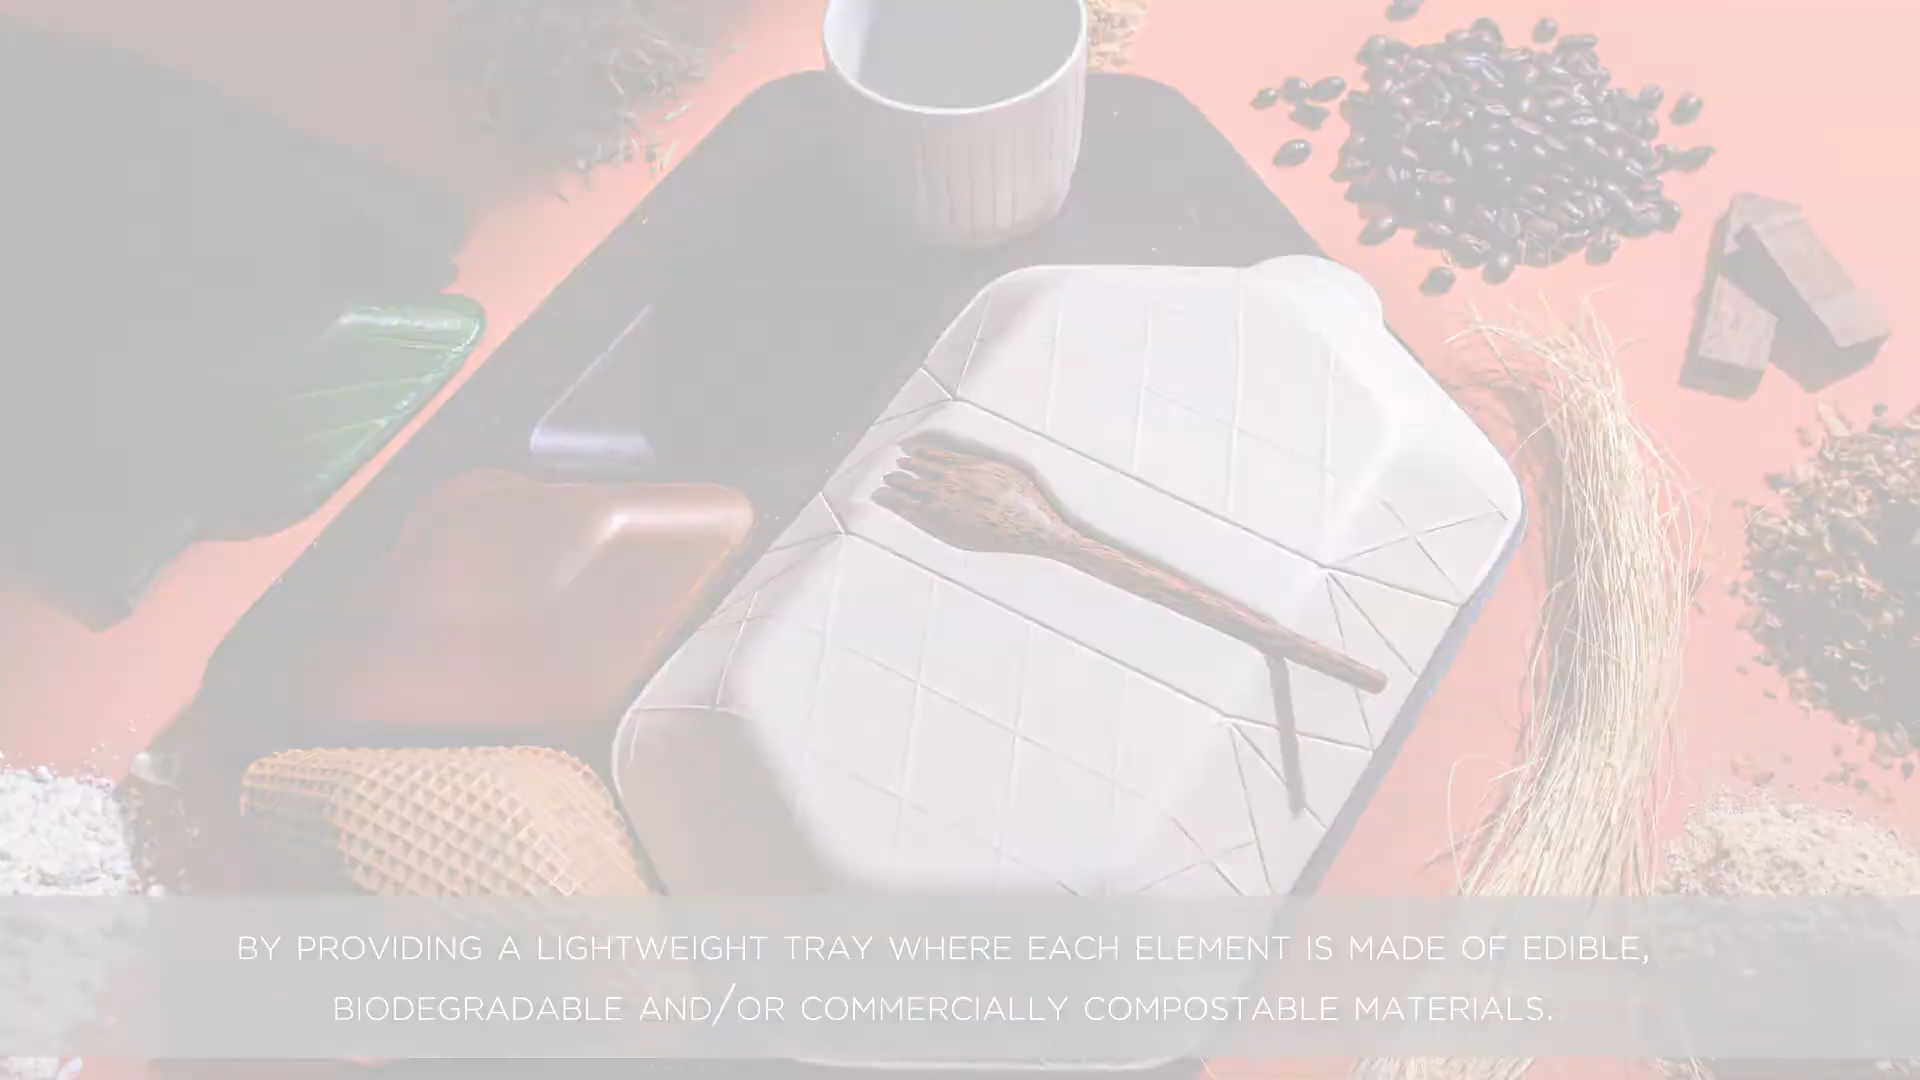 BY PROVIDING A LIGHTWEIGHT TRAY WHERE EACH ELEMENT IS MADE OF EDIBLE,
BIODEGRADABLE AND/OR COMMERCIALLY COMPOSTABLE MATERIALS.